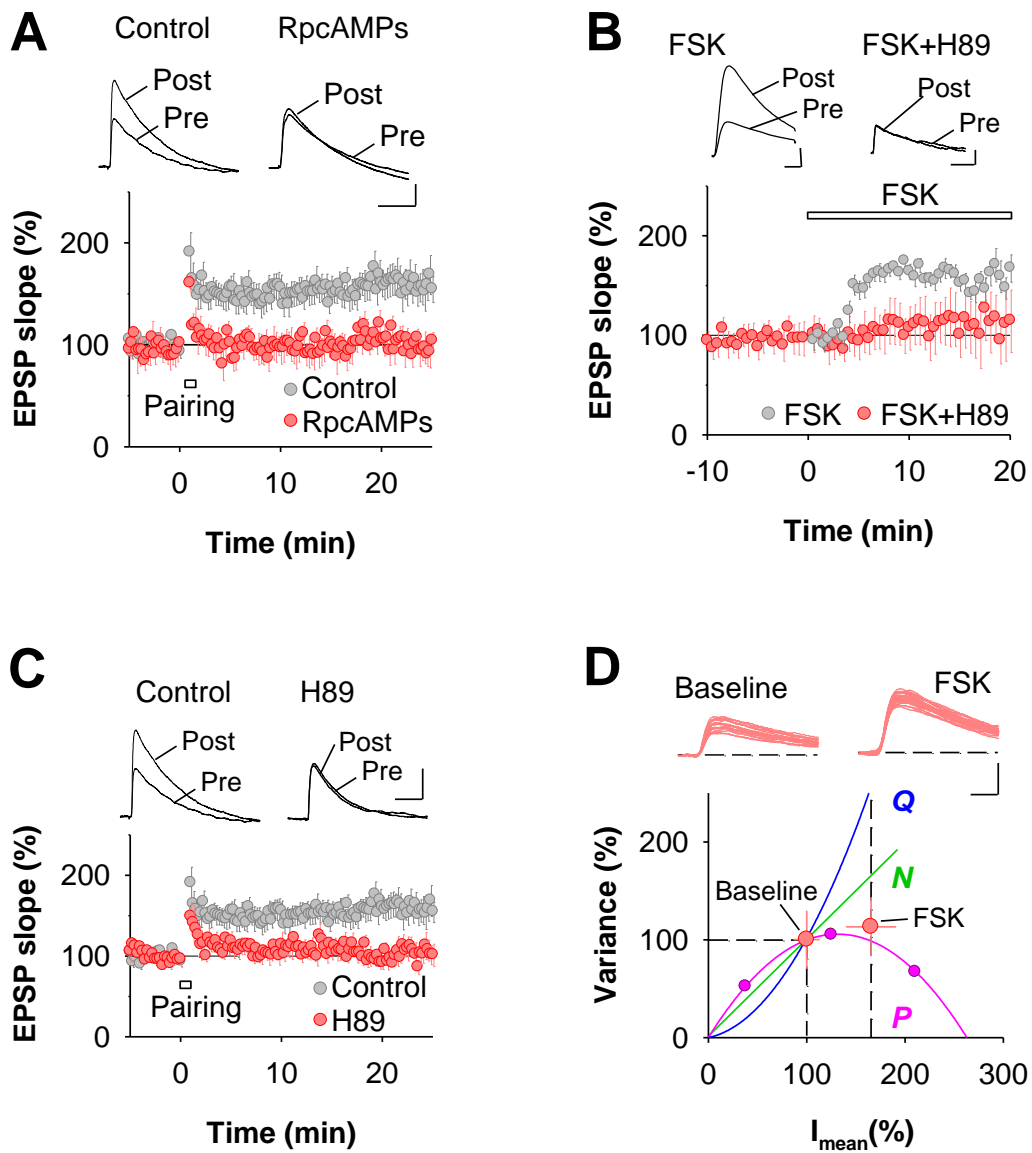 A
Control
RpcAMPs
Post
Pre
Post
Pre
EPSP slope (%)
200
100
0
Pairing
Control
RpcAMPs
0
20
Time (min)
B
FSK
FSK+H89
Post
Pre
Post
Pre
FSK
EPSP slope (%)
200
100
0
FSK
FSK+H89
-10
0
10
20
Time (min)
C
Control
H89
Post
Pre
Post
Pre
EPSP slope (%)
200
100
0
Pairing
Control
H89
0
20
Time (min)
D
Baseline
FSK
Variance (%)
200
100
0
Q
N
Baseline
FSK
P
0
100
200
300
Imean(%)